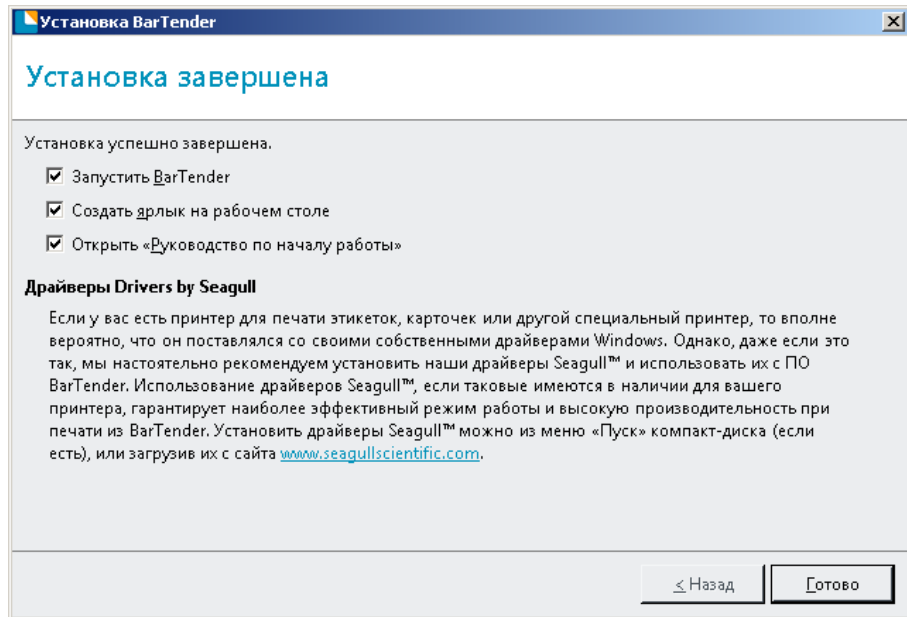 Установка BarTender
Установка завершена
Установка успешно завершена.
Запустить BarTender
Создать ярлык на рабочем столе
Открыть «Руководство по началу работы»
Драйверы Drivers by Seagull
Если у вас есть принтер для печати этикеток, карточек или другой специальный принтер, то вполне
вероятно, что он поставлялся со своими собственными драйверами Windows. Однако, даже если это
так, мы настоятельно рекомендуем установить наши драйверы Seagull™ и использовать их с ПО
BarTender. Использование драйверов Seagull™, если таковые имеются в наличии для вашего
принтера, гарантирует наиболее эффективный режим работы и высокую производительность при
печати из BarTender. Установить драйверы Seagull™ можно из меню «Пуск» компакт-диска (если
есть), или загрузив их с сайта www.seagullscientific.com.
< Назад
Готово